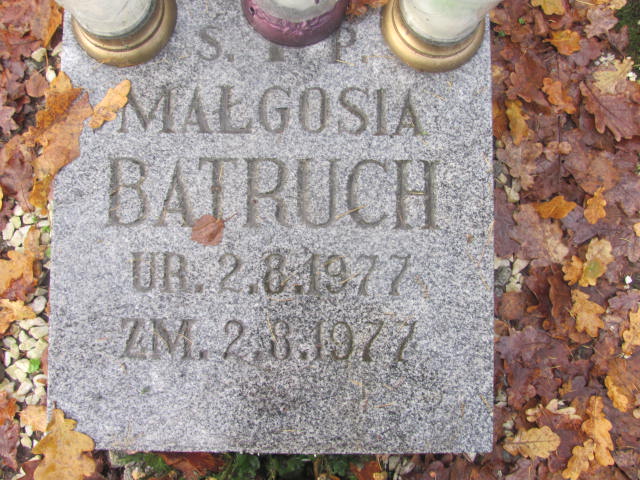 Ś. † P.
MAŁGOSIA
BATRUCH
UR. 2.8.1977
ZM. 2.8.1977